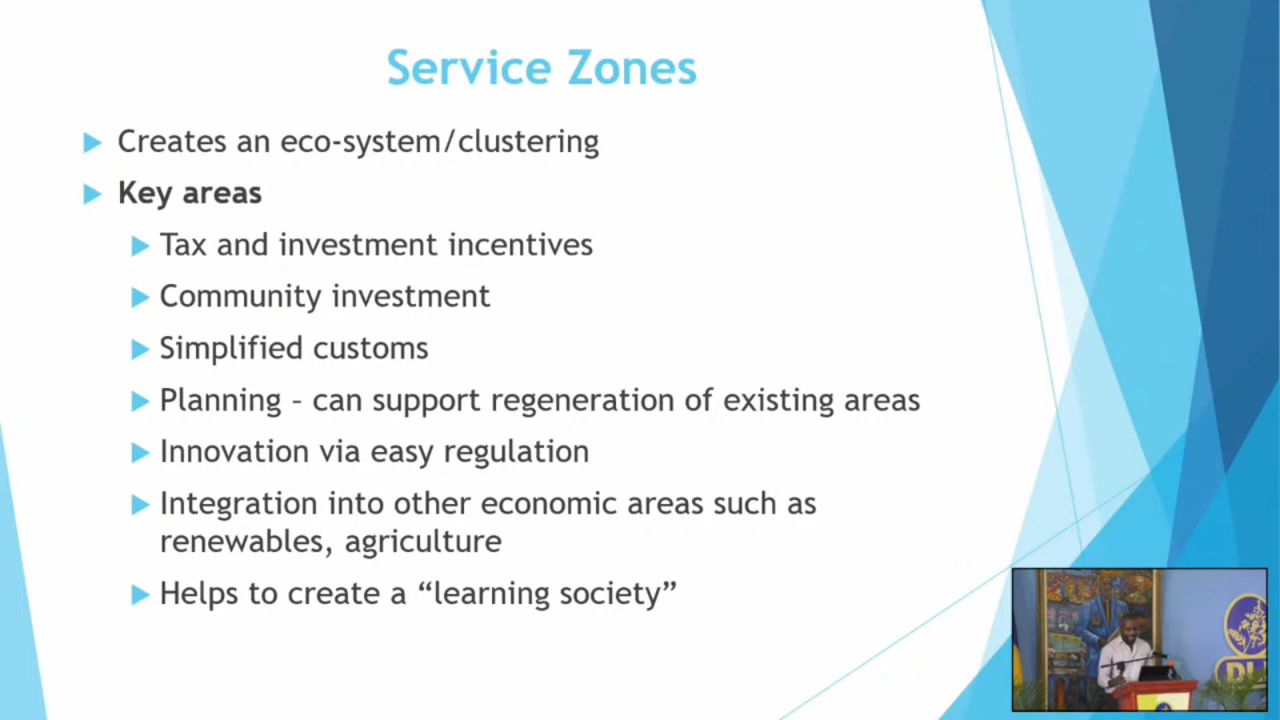 Service Zones
Creates an eco-system/clustering
Key areas
Tax and investment incentives
Community investment
Simplified customs
Planning – can support regeneration of existing areas
Innovation via easy regulation
Integration into other economic areas such as
renewables, agriculture
Helps to create a “learning society”